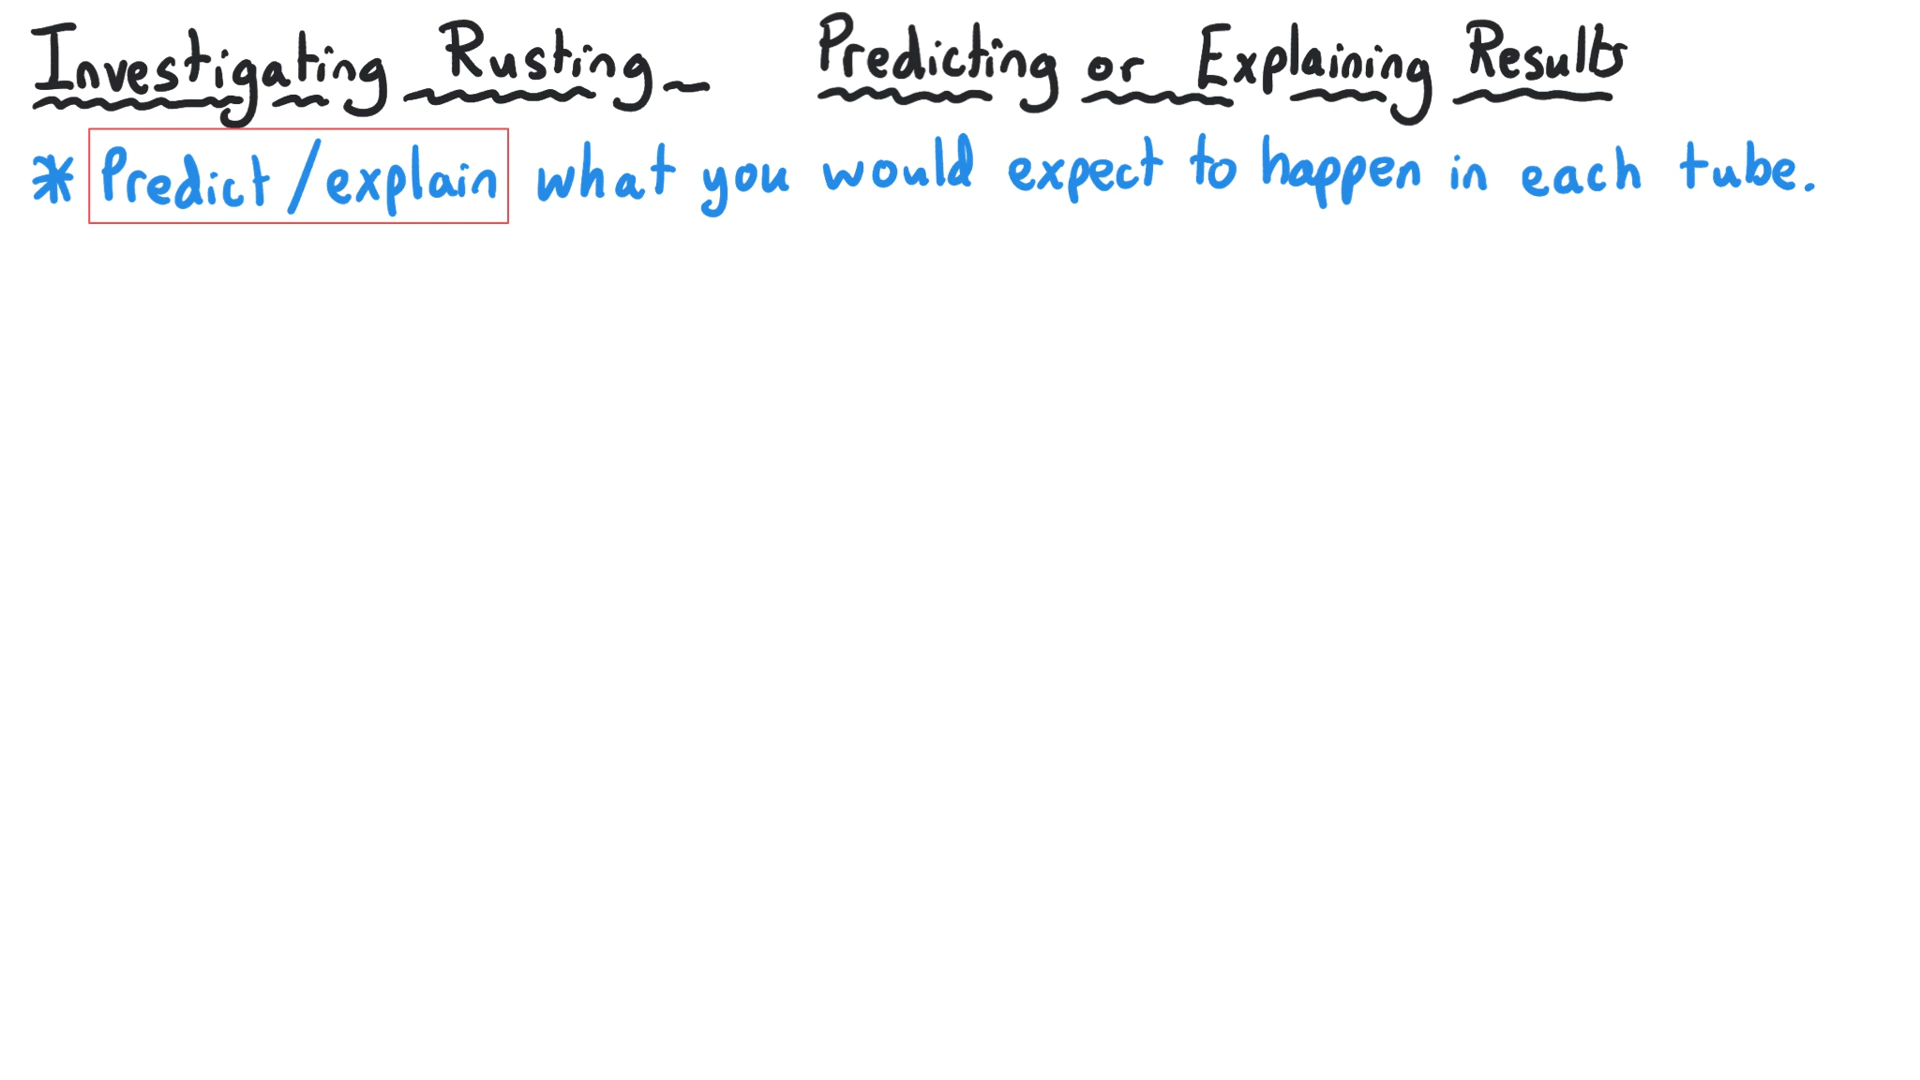 Investigating Rusting - Predicting or Explaining Results
* Predict/explain what you would expect to happen in each tube.